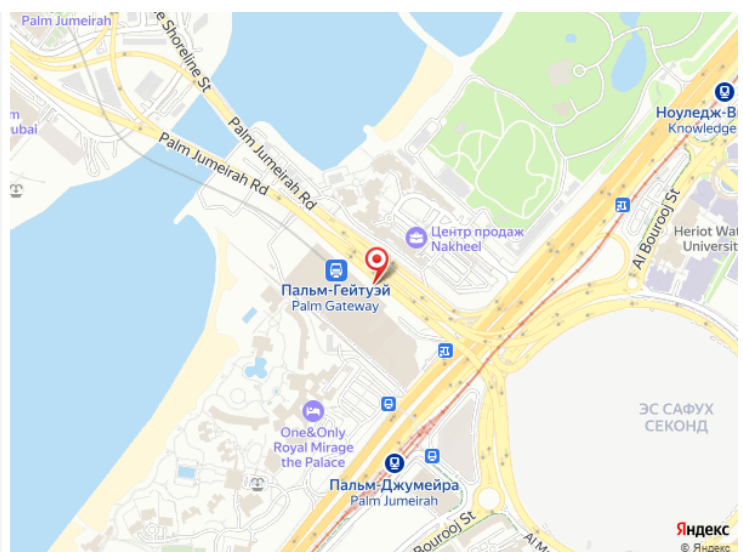 Palm Jumeirah
Shoreline St
Palm Jumeirah Rd
Palm Jumeirah Rd
Ноуледж-Ви
Knowledge
Al Bourooj St
Heriot Wat
University
Центр продаж
Nakheel
Пальм-Гейтуэй
Palm Gateway
ЭС САФУХ
СЕКОНД
One&Only
Royal Mirage
the Palace
Пальм-Джумейра
Palm Jumeirah
Bourooj St
Яндекс
© Яндекс